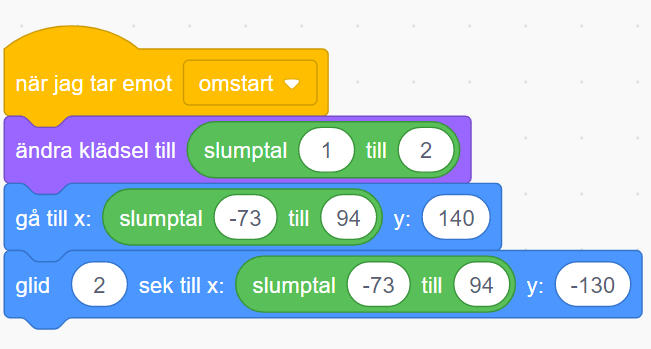 när jag tar emot omstart
ändra klädsel till slumptal 1 till 2
gå till x: slumptal -73 till 94 y: 140
glid 2 sek till x: slumptal -73 till 94 y: -130